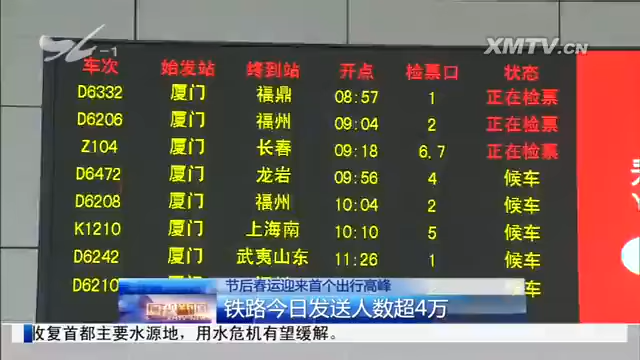 XMTV.CN
-1
车次 始发站 终到站 开点 检票口 状态
D6332 厦门 福鼎 08:57 1 正在检票
D6206 厦门 福州 09:04 2 正在检票
Z104 厦门 长春 09:18 6,7 正在检票
D6472 厦门 龙岩 09:56 4 候车
D6208 厦门 福州 10:04 2 候车
K1210 厦门 上海南 10:10 5 候车
D6242 厦门 武夷山东 11:26 1 候车
D6210
节后春运迎来首个出行高峰
铁路今日发送人数超4万
收复首都主要水源地，用水危机有望缓解。